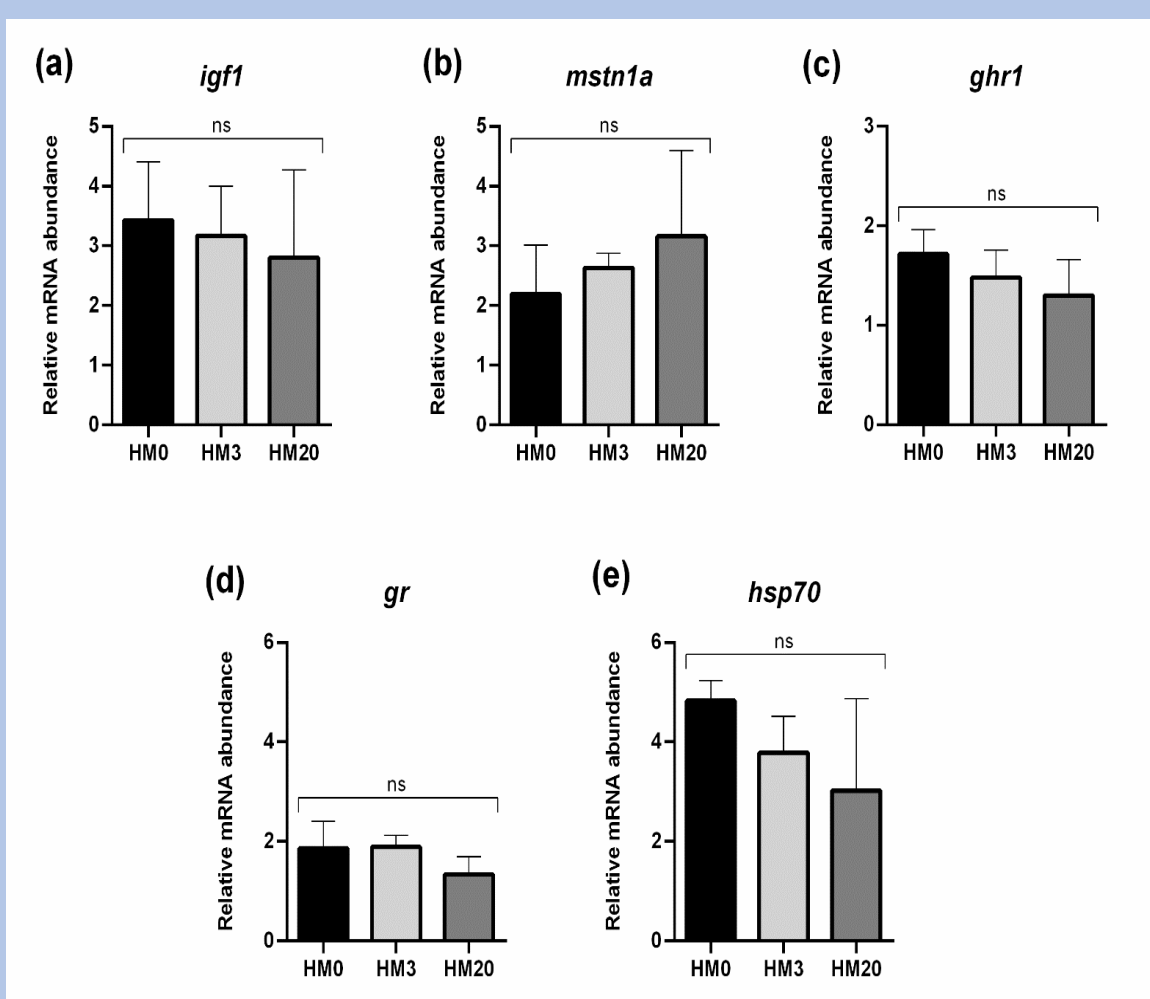 (a)
igf1
Relative mRNA abundance
5
4
3
2
1
0
ns
HM0 HM3 HM20
(b)
mstn1a
Relative mRNA abundance
5
4
3
2
1
0
ns
HM0 HM3 HM20
(c)
ghr1
Relative mRNA abundance
3
2
1
0
ns
HM0 HM3 HM20
(d)
gr
Relative mRNA abundance
6
4
2
0
ns
HM0 HM3 HM20
(e)
hsp70
Relative mRNA abundance
6
4
2
0
ns
HM0 HM3 HM20